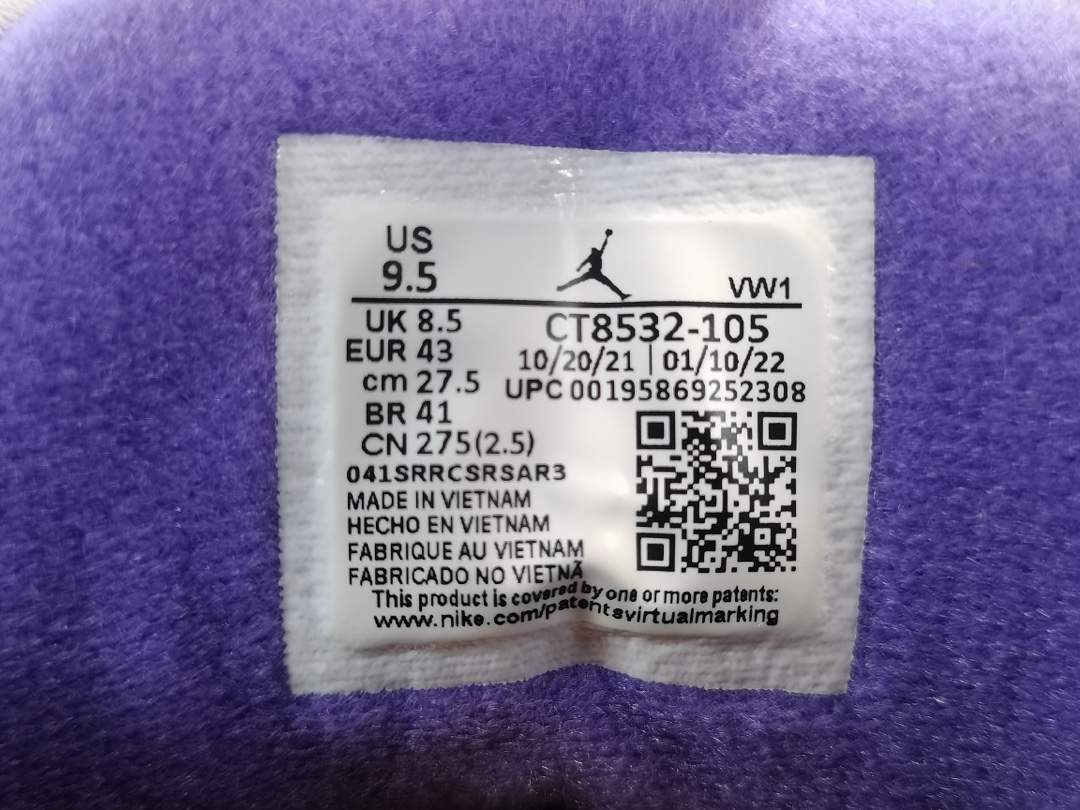 US
9.5
VW1
UK 8.5
EUR 43
cm 27.5
BR 41
CN 275(2.5)
CT8532-105
10/20/21 | 01/10/22
UPC 00195869252308
041SRRCSRSAR3
MADE IN VIETNAM
HECHO EN VIETNAM
FABRIQUE AU VIETNAM
FABRICADO NO VIETNÃ
This product is covered by one or more patents:
www.nike.com/patentsvirtualmarking